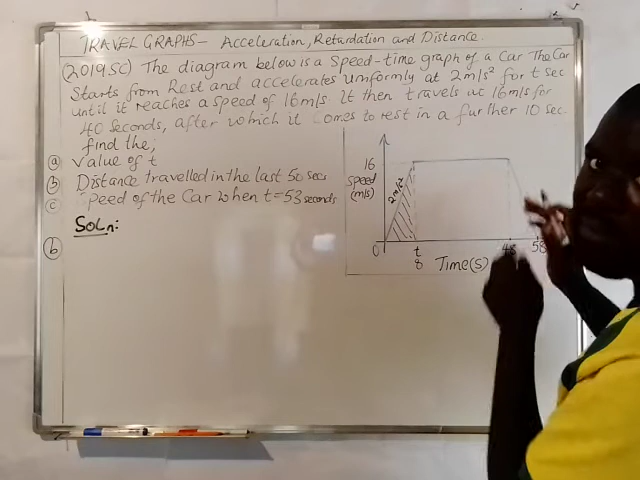 TRAVEL GRAPHS- Acceleration, Retardation and Distance.
(2019SC) The diagram below is a Speed-time graph of a Car The Car
Starts from Rest and accelerates uniformly at 2m/s² for t sec
until it reaches a speed of 16m/s It then travels at 16m/s for
40 seconds, after which it comes to rest in a further 10 sec.
find the;
(a) Value of t
(b) Distance travelled in the last 50 secs
(c) Speed of the Car when t=53 seconds
SoLn:
(b)
16
Speed
(m/s)
2m/s²
0
t
8
Time(s)
48
58